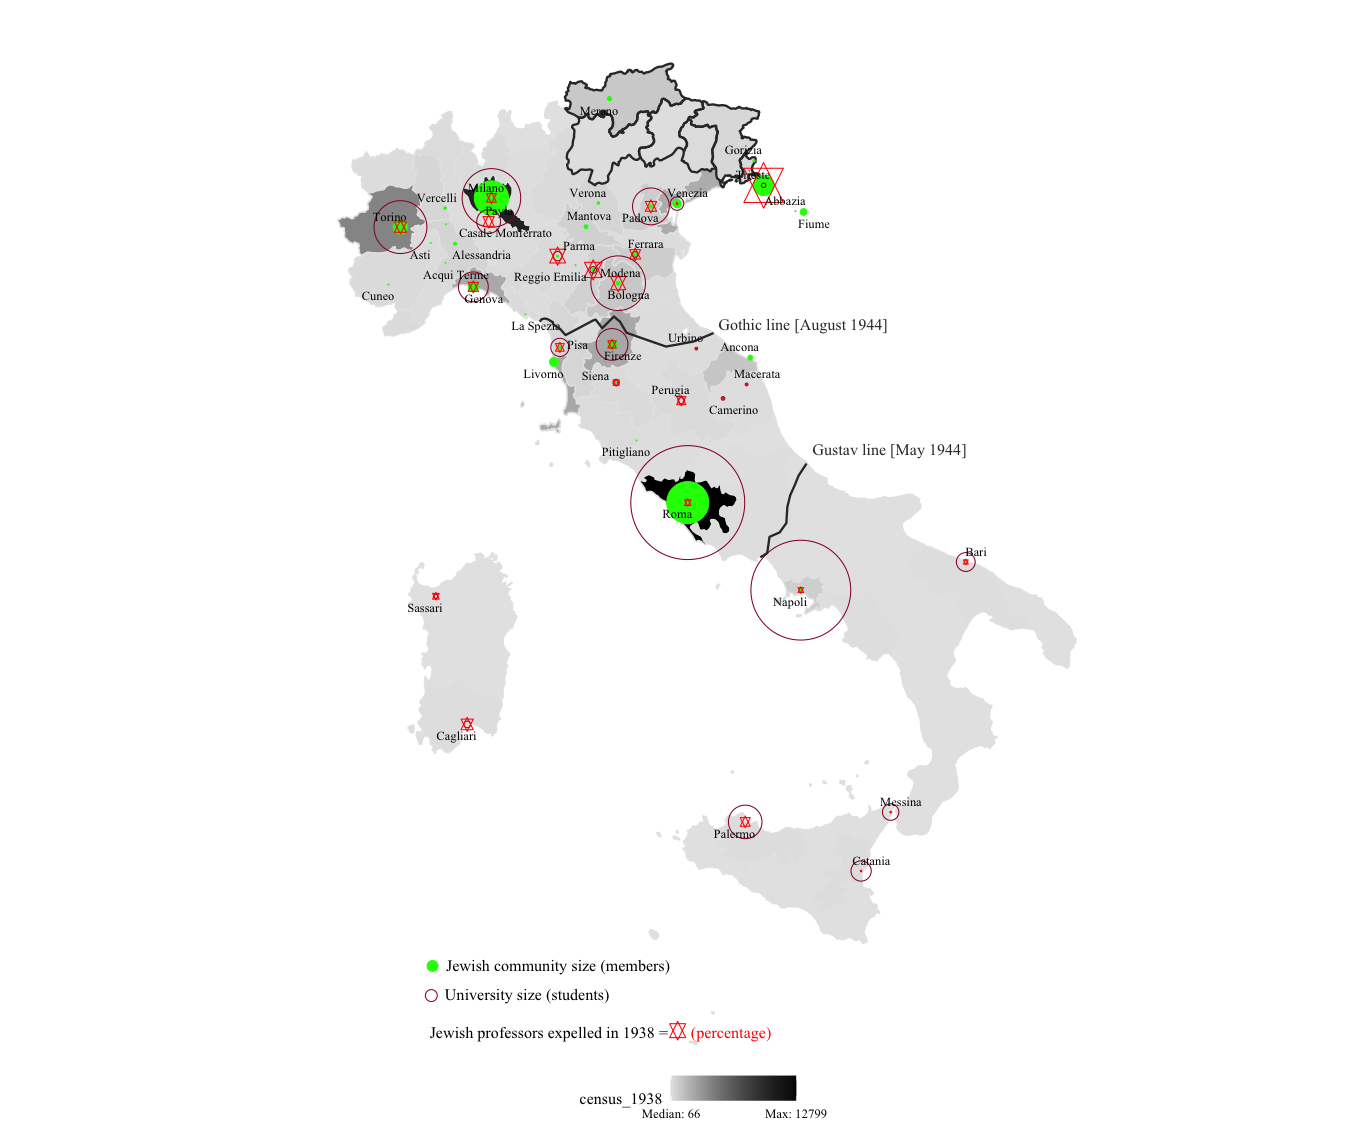 Merano
Gorizia
Trieste
Milano
Verona
Venezia
Vercelli
Abbazia
Pavia
Torino
Mantova
Padova
Fiume
Casale Monferrato
Parma
Ferrara
Asti
Alessandria
Acqui Terme
Reggio Emilia
Modena
Cuneo
Genova
Bologna
La Spezia
Gothic line [August 1944]
Urbino
Pisa
Ancona
Firenze
Livorno
Siena
Macerata
Perugia
Camerino
Pitigliano
Gustav line [May 1944]
Roma
Bari
Napoli
Sassari
Cagliari
Messina
Palermo
Catania
Jewish community size (members)
University size (students)
Jewish professors expelled in 1938 = (percentage)
census_1938
Median: 66 Max: 12799